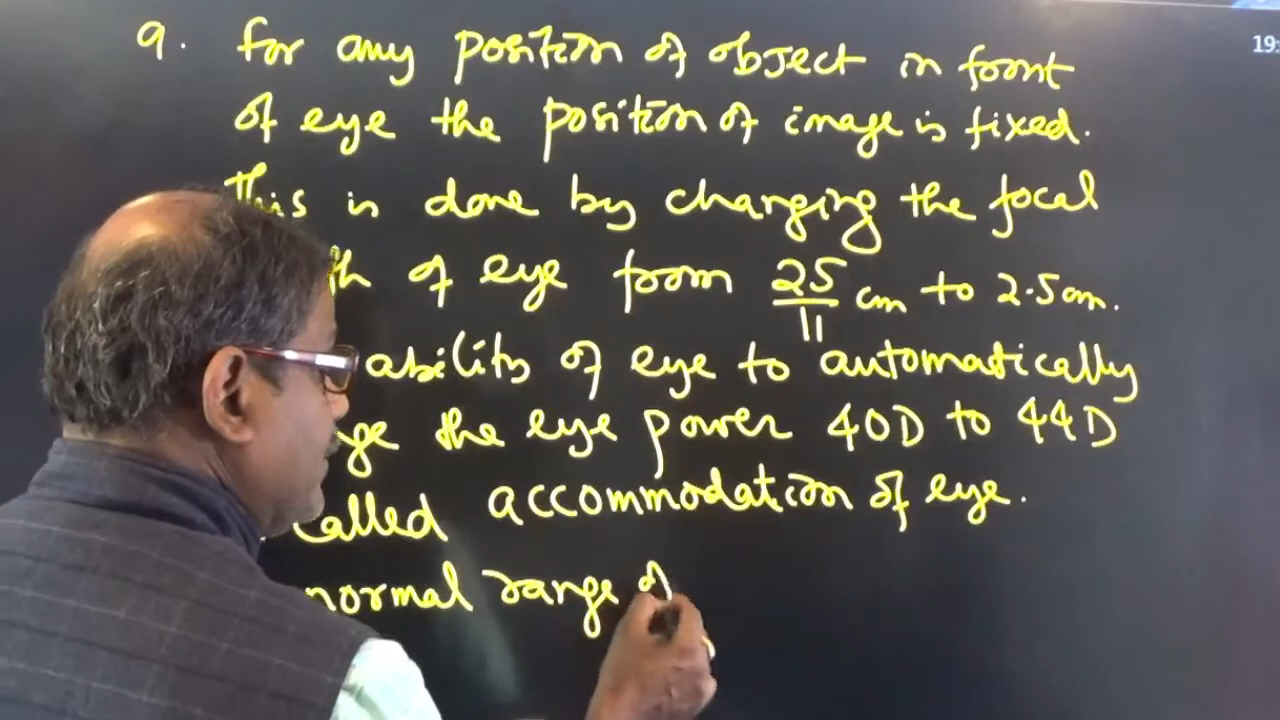 9. For any position of object in front
of eye the position of image is fixed.
This is done by changing the focal
of eye from 25/11 cm to 2.5 cm.
ability of eye to automatically
the eye power 40D to 44D
called accommodation of eye.
normal range of
19: